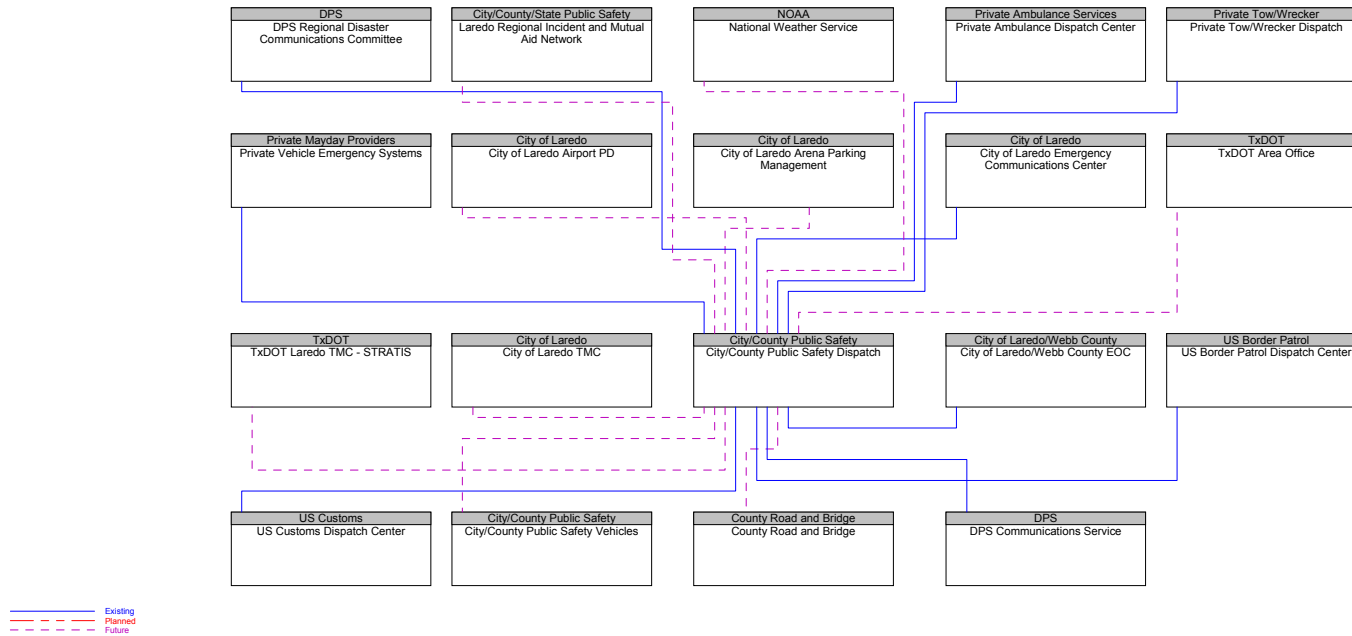 DPS
DPS Regional Disaster
Communications Committee
City/County/State Public Safety
Laredo Regional Incident and Mutual
Aid Network
NOAA
National Weather Service
Private Ambulance Services
Private Ambulance Dispatch Center
Private Tow/Wrecker
Private Tow/Wrecker Dispatch
Private Mayday Providers
Private Vehicle Emergency Systems
City of Laredo
City of Laredo Airport PD
City of Laredo
City of Laredo Arena Parking
Management
City of Laredo
City of Laredo Emergency
Communications Center
TxDOT
TxDOT Area Office
TxDOT
TxDOT Laredo TMC - STRATIS
City of Laredo
City of Laredo TMC
City/County Public Safety
City/County Public Safety Dispatch
City of Laredo/Webb County
City of Laredo/Webb County EOC
US Border Patrol
US Border Patrol Dispatch Center
US Customs
US Customs Dispatch Center
City/County Public Safety
City/County Public Safety Vehicles
County Road and Bridge
County Road and Bridge
DPS
DPS Communications Service
Existing
Planned
Future